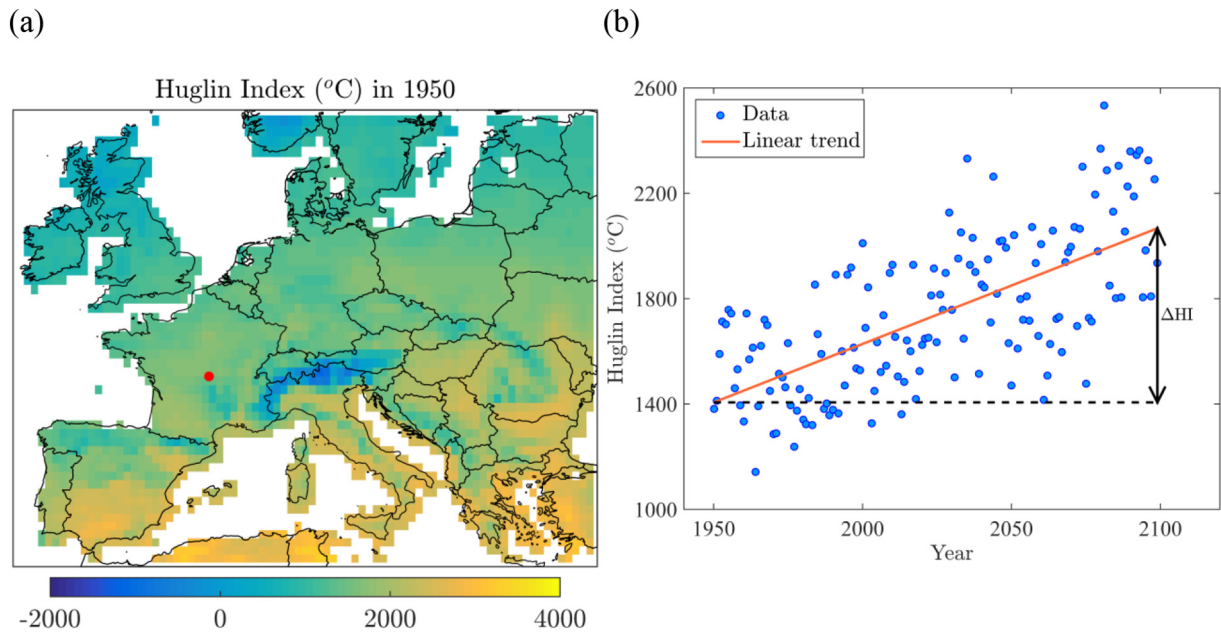 (a)
(b)
Huglin Index (°C) in 1950
-2000
0
2000
4000
2600
2200
1800
1400
1000
Huglin Index (°C)
Data
Linear trend
ΔHI
1950
2000
2050
2100
Year